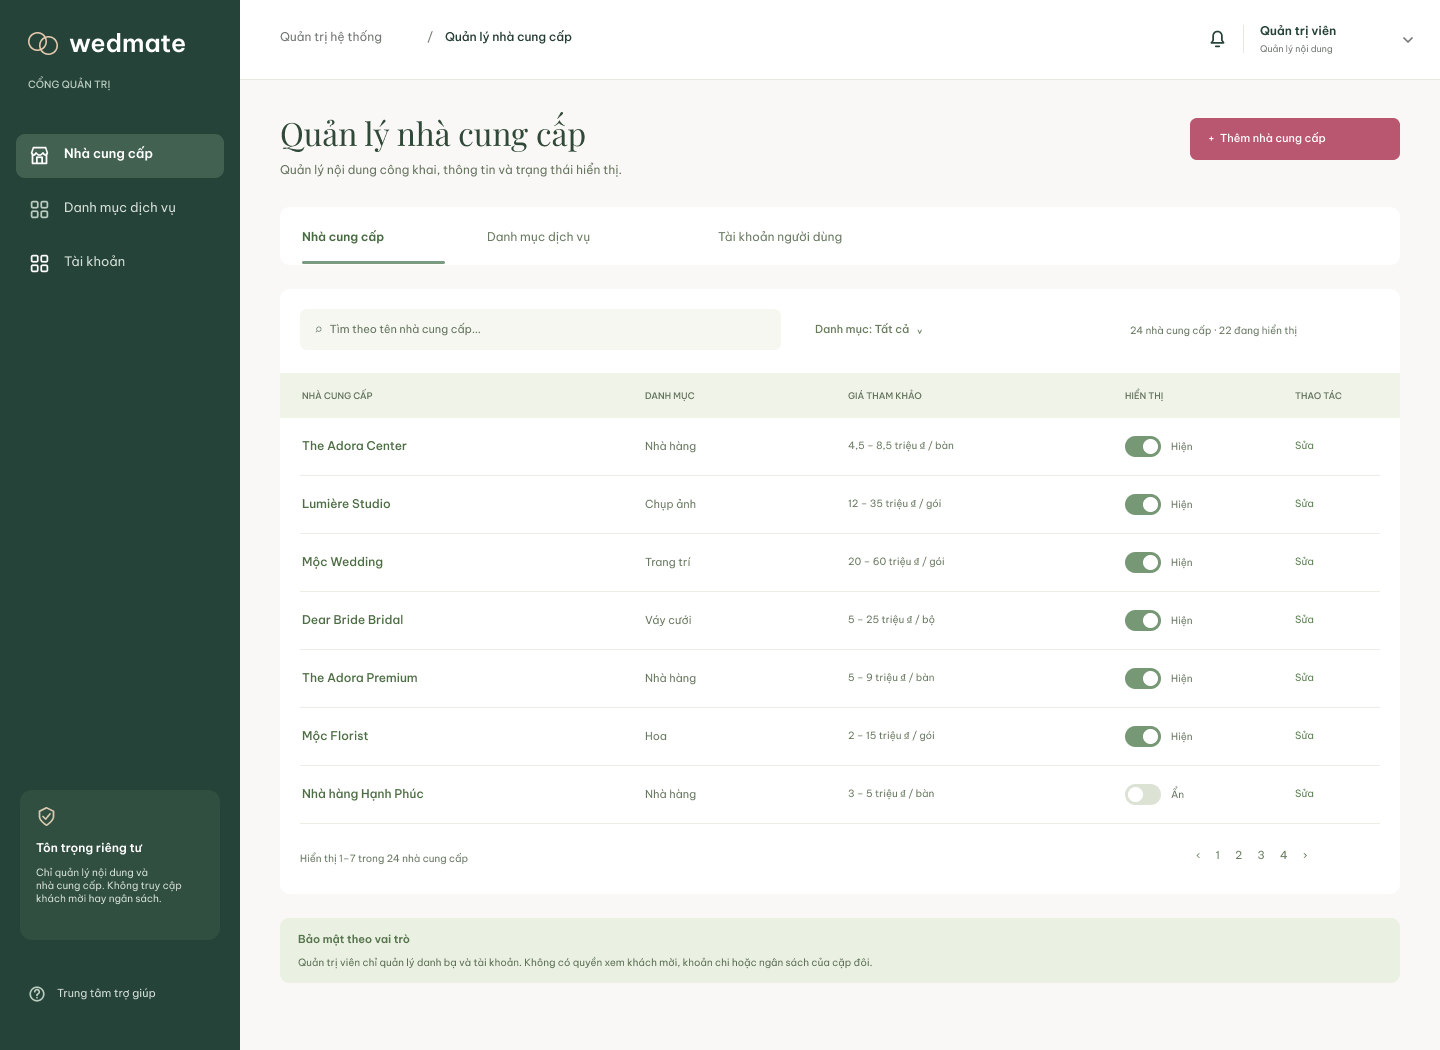 wedmate
CỔNG QUẢN TRỊ
Nhà cung cấp
Danh mục dịch vụ
Tài khoản
Tôn trọng riêng tư
Chỉ quản lý nội dung và
nhà cung cấp. Không truy cập
khách mời hay ngân sách.
Trung tâm trợ giúp
Quản trị hệ thống / Quản lý nhà cung cấp
Quản trị viên
Quản lý nội dung
Quản lý nhà cung cấp
Quản lý nội dung công khai, thông tin và trạng thái hiển thị.
+ Thêm nhà cung cấp
Nhà cung cấp Danh mục dịch vụ Tài khoản người dùng
⌕ Tìm theo tên nhà cung cấp... Danh mục: Tất cả ˅ 24 nhà cung cấp · 22 đang hiển thị
NHÀ CUNG CẤP DANH MỤC GIÁ THAM KHẢO HIỂN THỊ THAO TÁC
The Adora Center Nhà hàng 4,5 – 8,5 triệu ₫ / bàn Hiện Sửa
Lumière Studio Chụp ảnh 12 – 35 triệu ₫ / gói Hiện Sửa
Mộc Wedding Trang trí 20 – 60 triệu ₫ / gói Hiện Sửa
Dear Bride Bridal Váy cưới 5 – 25 triệu ₫ / bộ Hiện Sửa
The Adora Premium Nhà hàng 5 – 9 triệu ₫ / bàn Hiện Sửa
Mộc Florist Hoa 2 – 15 triệu ₫ / gói Hiện Sửa
Nhà hàng Hạnh Phúc Nhà hàng 3 – 5 triệu ₫ / bàn Ẩn Sửa
Hiển thị 1–7 trong 24 nhà cung cấp ‹ 1 2 3 4 ›
Bảo mật theo vai trò
Quản trị viên chỉ quản lý danh bạ và tài khoản. Không có quyền xem khách mời, khoản chi hoặc ngân sách của cặp đôi.